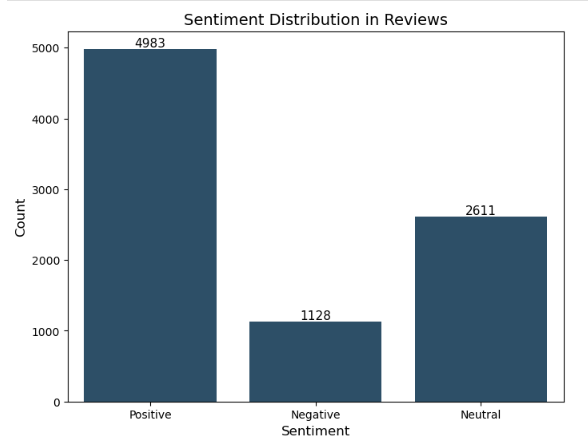 Sentiment Distribution in Reviews
Count
5000
4000
3000
2000
1000
0
4983
1128
2611
Positive
Negative
Neutral
Sentiment